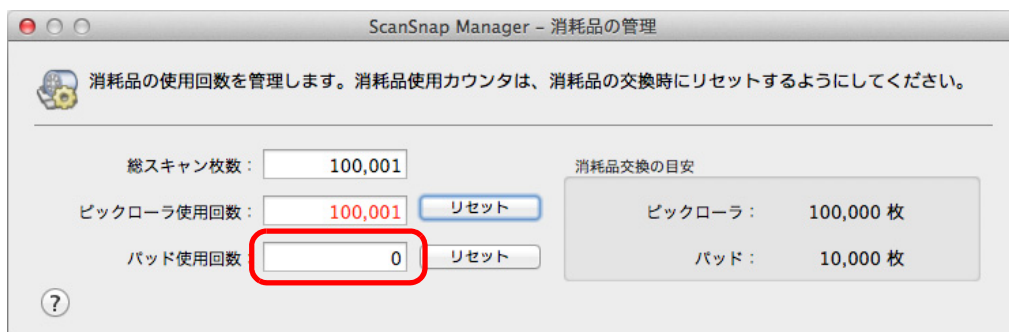 ScanSnap Manager – 消耗品の管理
消耗品の使用回数を管理します。消耗品使用カウンタは、消耗品の交換時にリセットするようにしてください。
総スキャン枚数： 100,001
消耗品交換の目安
ピックローラ使用回数： 100,001 リセット
ピックローラ： 100,000 枚
パッド使用回数： 0 リセット
パッド： 10,000 枚
?